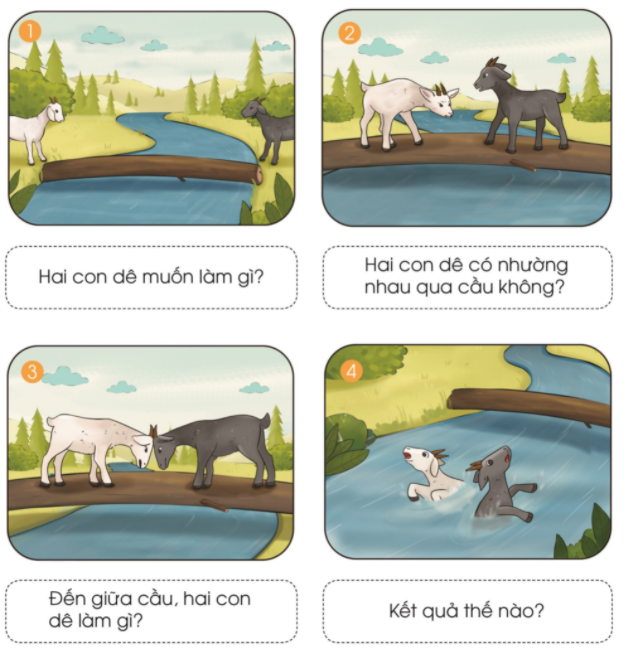 1
2
Hai con dê muốn làm gì?
Hai con dê có nhường
nhau qua cầu không?
3
4
Đến giữa cầu, hai con
dê làm gì?
Kết quả thế nào?